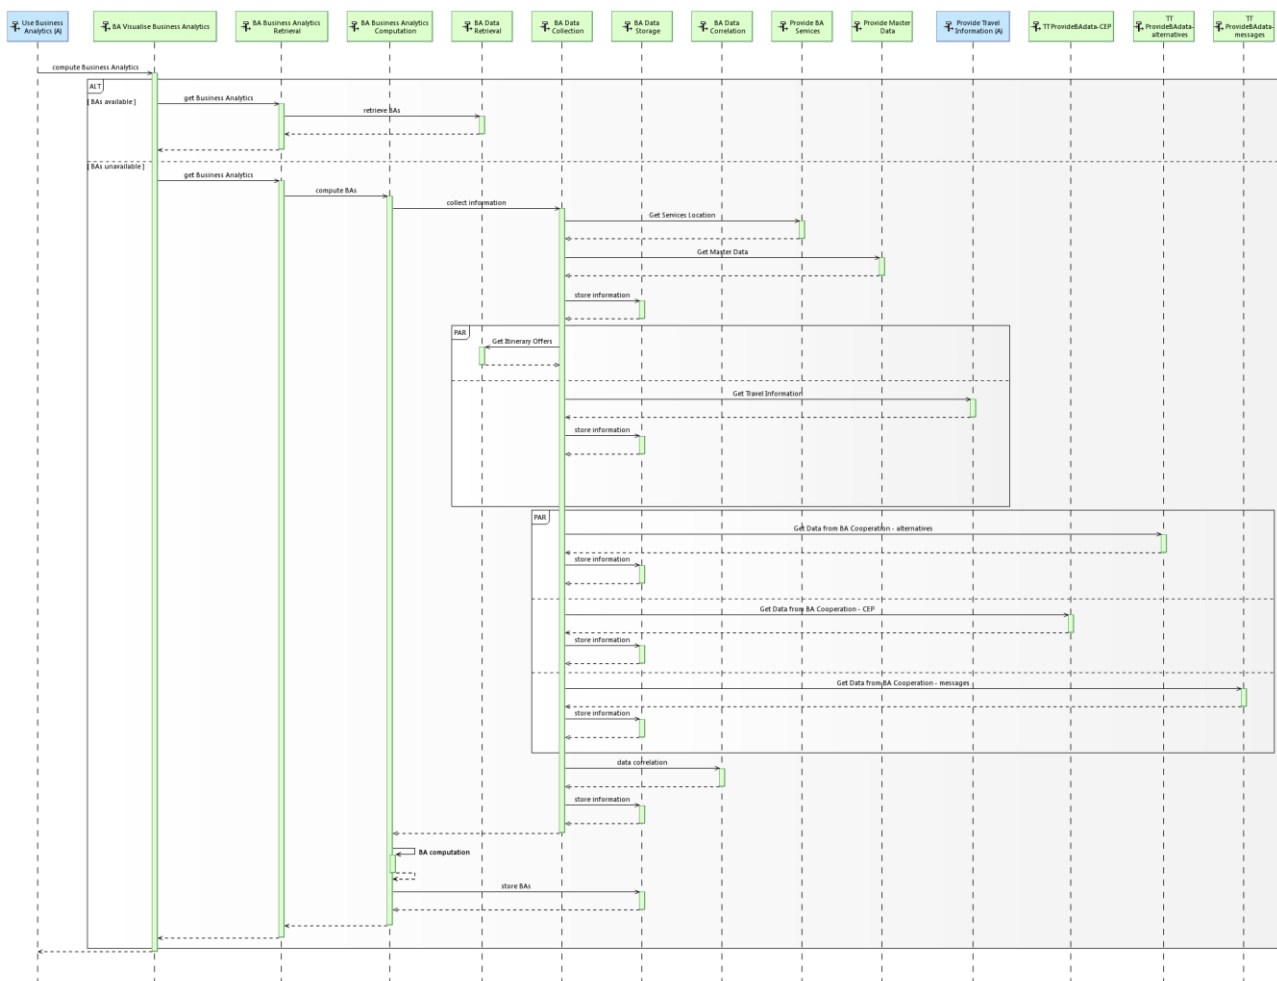 Use Business
Analytics (A)
BA Visualise Business Analytics
BA Business Analytics
Retrieval
BA Business Analytics
Computation
BA Data
Retrieval
BA Data
Collection
BA Data
Storage
BA Data
Correlation
Provide BA
Services
Provide Master
Data
Provide Travel
Information (A)
TTProvideBAdata-CEP
TT
ProvideBAdata-
alternatives
TT
ProvideBAdata-
messages
compute Business Analytics
ALT
[ BAs available ]
get Business Analytics
retrieve BAs
[ BAs unavailable ]
get Business Analytics
compute BAs
collect information
Get Services Location
Get Master Data
store information
PAR
Get Itinerary Offers
Get Travel Information
store information
PAR
Get Data from BA Cooperation - alternatives
store information
Get Data from BA Cooperation - CEP
store information
Get Data from BA Cooperation - messages
store information
data correlation
store information
BA computation
store BAs